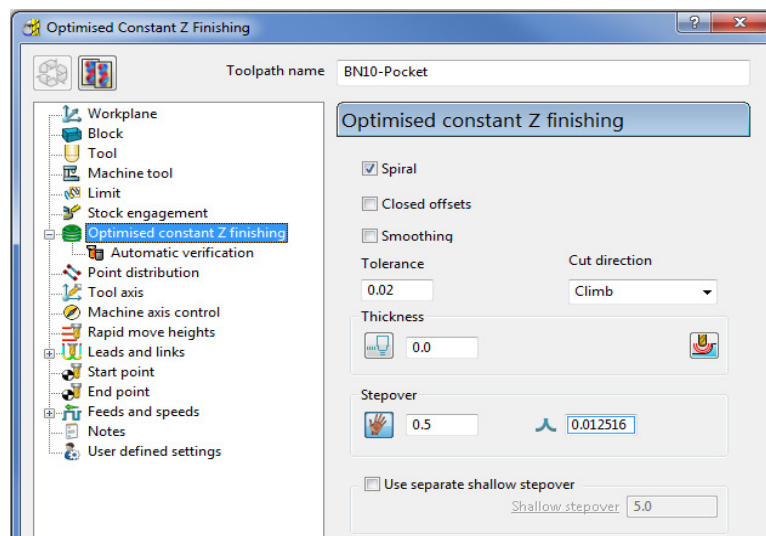 Optimised Constant Z Finishing
?
Toolpath name BN10-Pocket
Workplane
Block
Tool
Machine tool
Limit
Stock engagement
Optimised constant Z finishing
Automatic verification
Point distribution
Tool axis
Machine axis control
Rapid move heights
Leads and links
Start point
End point
Feeds and speeds
Notes
User defined settings
Optimised constant Z finishing
Spiral
Closed offsets
Smoothing
Tolerance Cut direction
0.02 Climb
Thickness
0.0
Stepover
0.5 0.012516
Use separate shallow stepover
Shallow stepover 5.0